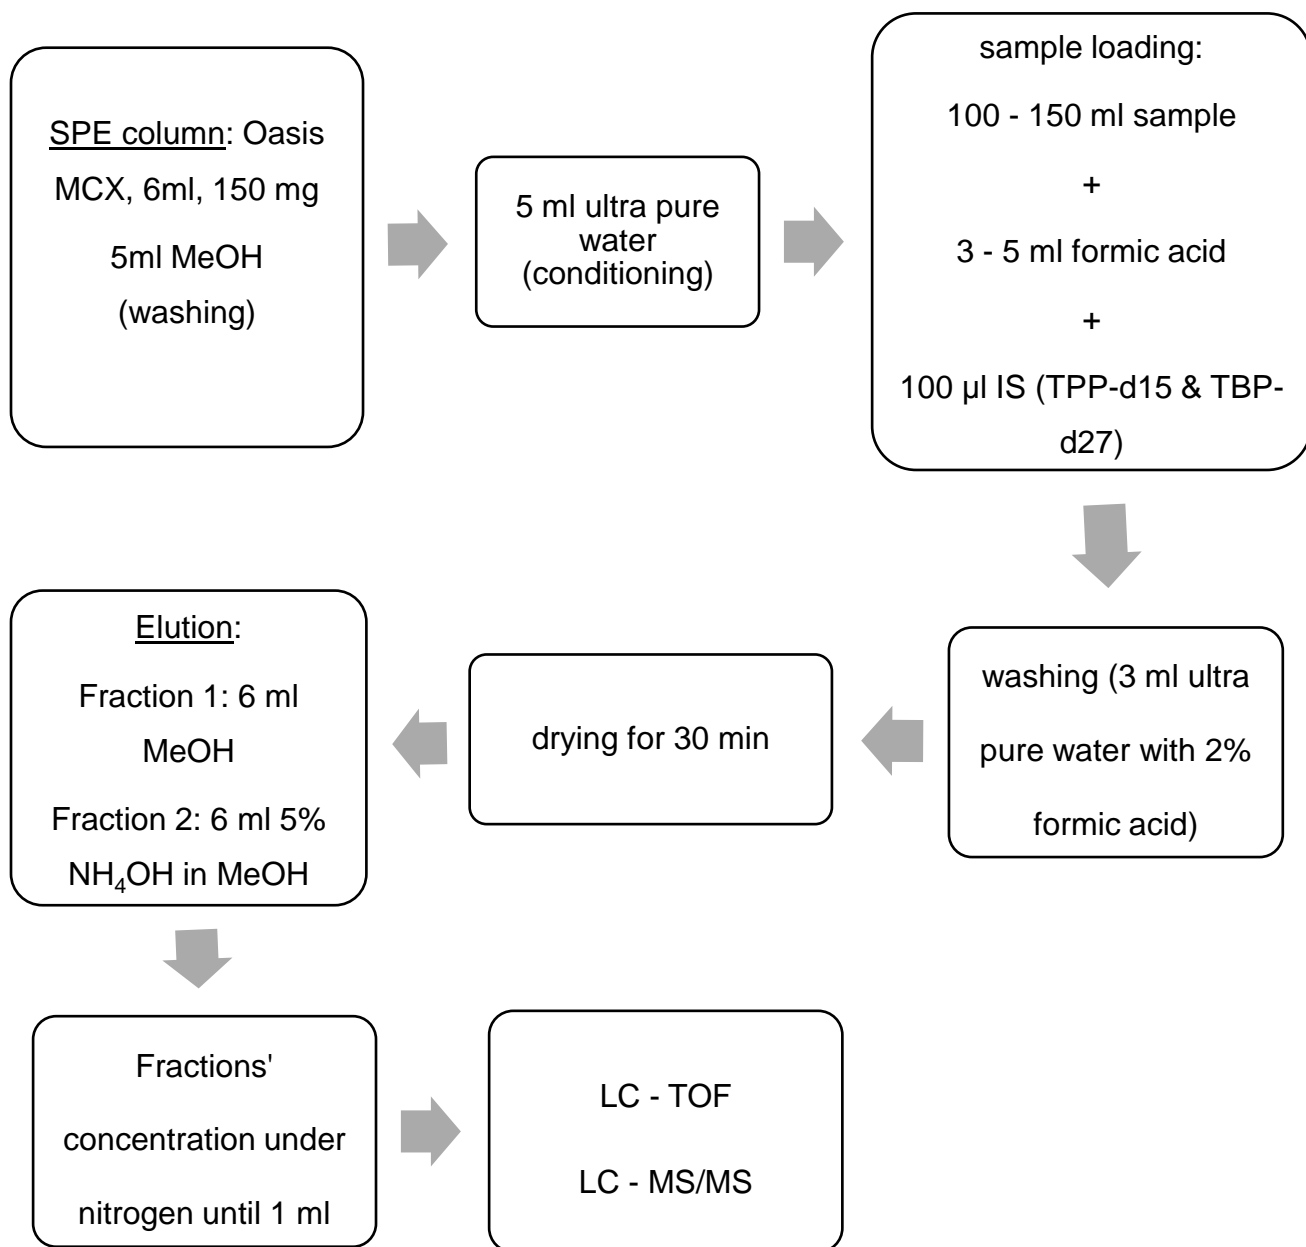 SPE column: Oasis
MCX, 6ml, 150 mg
5ml MeOH
(washing)
5 ml ultra pure
water
(conditioning)
sample loading:
100 - 150 ml sample
+
3 - 5 ml formic acid
+
100 µl IS (TPP-d15 & TBP-
d27)
washing (3 ml ultra
pure water with 2%
formic acid)
drying for 30 min
Elution:
Fraction 1: 6 ml
MeOH
Fraction 2: 6 ml 5%
NH₄OH in MeOH
Fractions'
concentration under
nitrogen until 1 ml
LC - TOF
LC - MS/MS